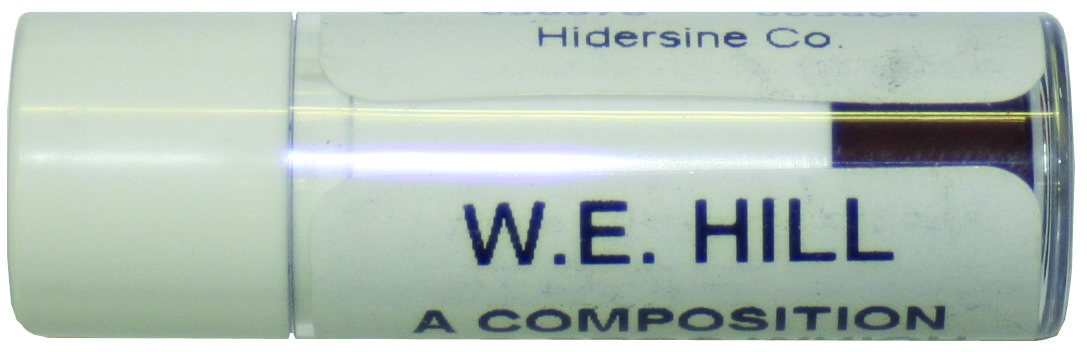 Hidersine Co.
W.E. HILL
A COMPOSITION